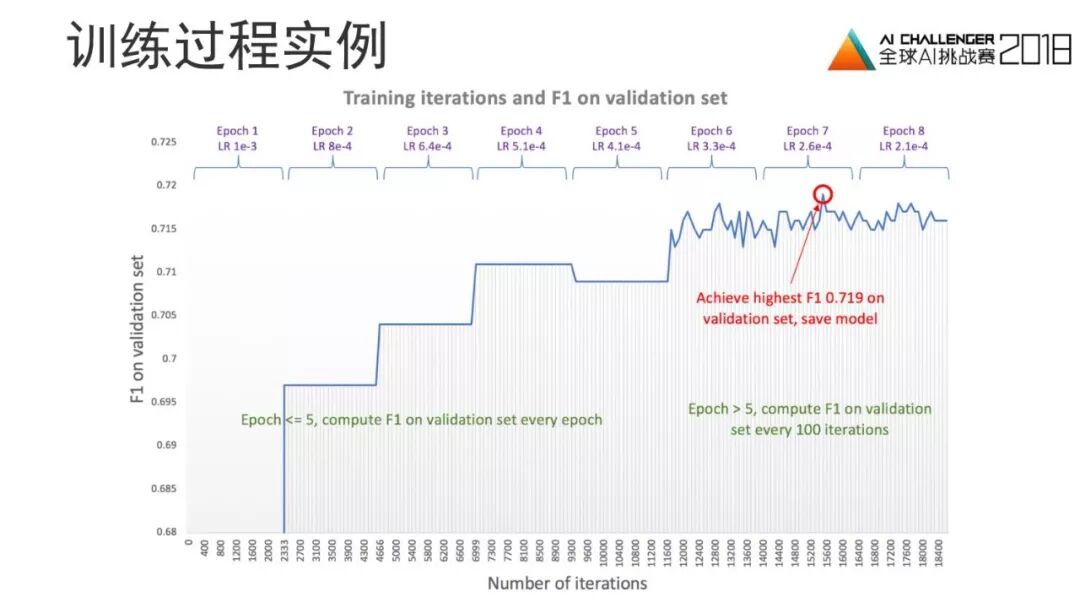 训练过程实例
AI CHALLENGER
全球AI挑战赛2018
Training iterations and F1 on validation set
Epoch 1
LR 1e-3
Epoch 2
LR 8e-4
Epoch 3
LR 6.4e-4
Epoch 4
LR 5.1e-4
Epoch 5
LR 4.1e-4
Epoch 6
LR 3.3e-4
Epoch 7
LR 2.6e-4
Epoch 8
LR 2.1e-4
F1 on validation set
0.725
0.72
0.715
0.71
0.705
0.7
0.695
0.69
0.685
0.68
Achieve highest F1 0.719 on
validation set, save model
Epoch <= 5, compute F1 on validation set every epoch
Epoch > 5, compute F1 on validation
set every 100 iterations
0
400
800
1200
1600
2000
2333
2700
3100
3500
3900
4300
4666
5000
5400
5800
6200
6600
6999
7300
7700
8100
8500
8900
9300
9600
10000
10400
10800
11200
11600
12000
12400
12800
13200
13600
14000
14400
14800
15200
15600
16000
16400
16800
17200
17600
18000
18400
Number of iterations